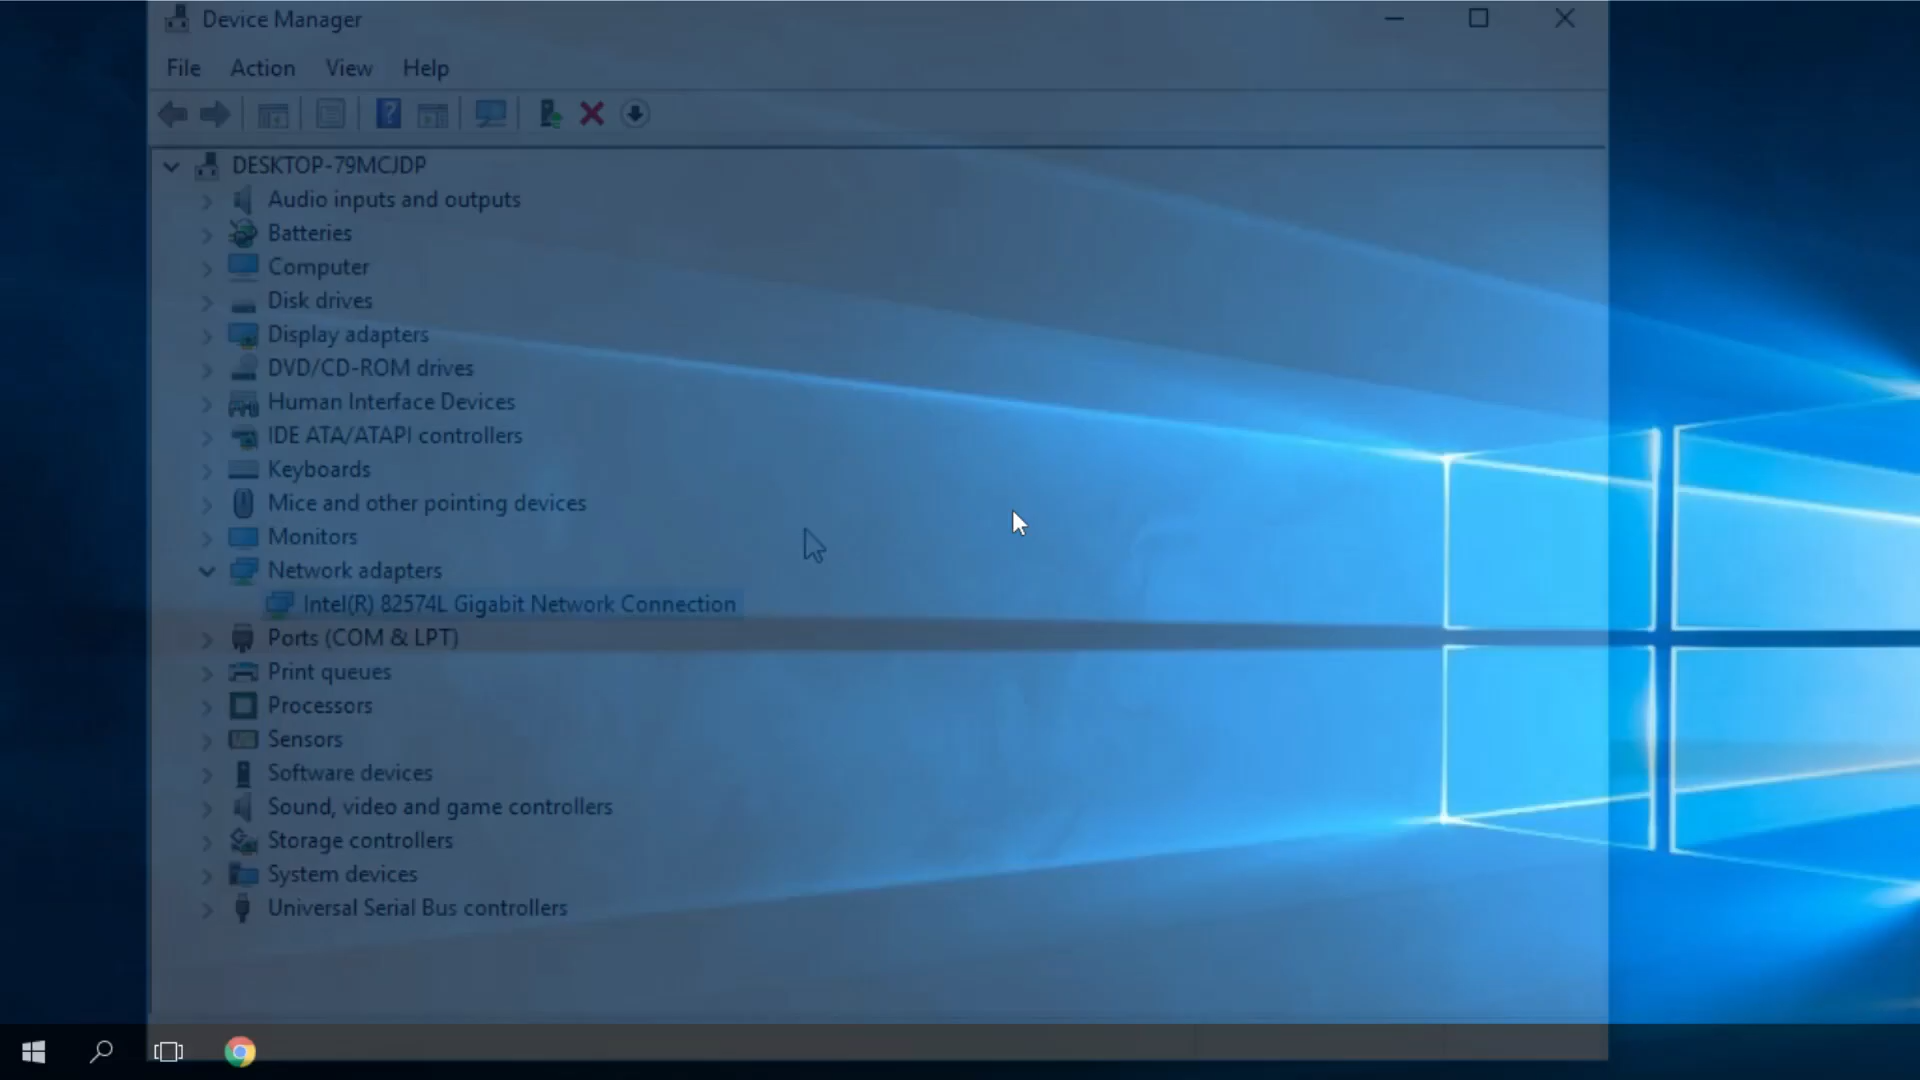 Device Manager
File Action View Help
DESKTOP-79MCJDP
Audio inputs and outputs
Batteries
Computer
Disk drives
Display adapters
DVD/CD-ROM drives
Human Interface Devices
IDE ATA/ATAPI controllers
Keyboards
Mice and other pointing devices
Monitors
Network adapters
Intel(R) 82574L Gigabit Network Connection
Ports (COM & LPT)
Print queues
Processors
Sensors
Software devices
Sound, video and game controllers
Storage controllers
System devices
Universal Serial Bus controllers